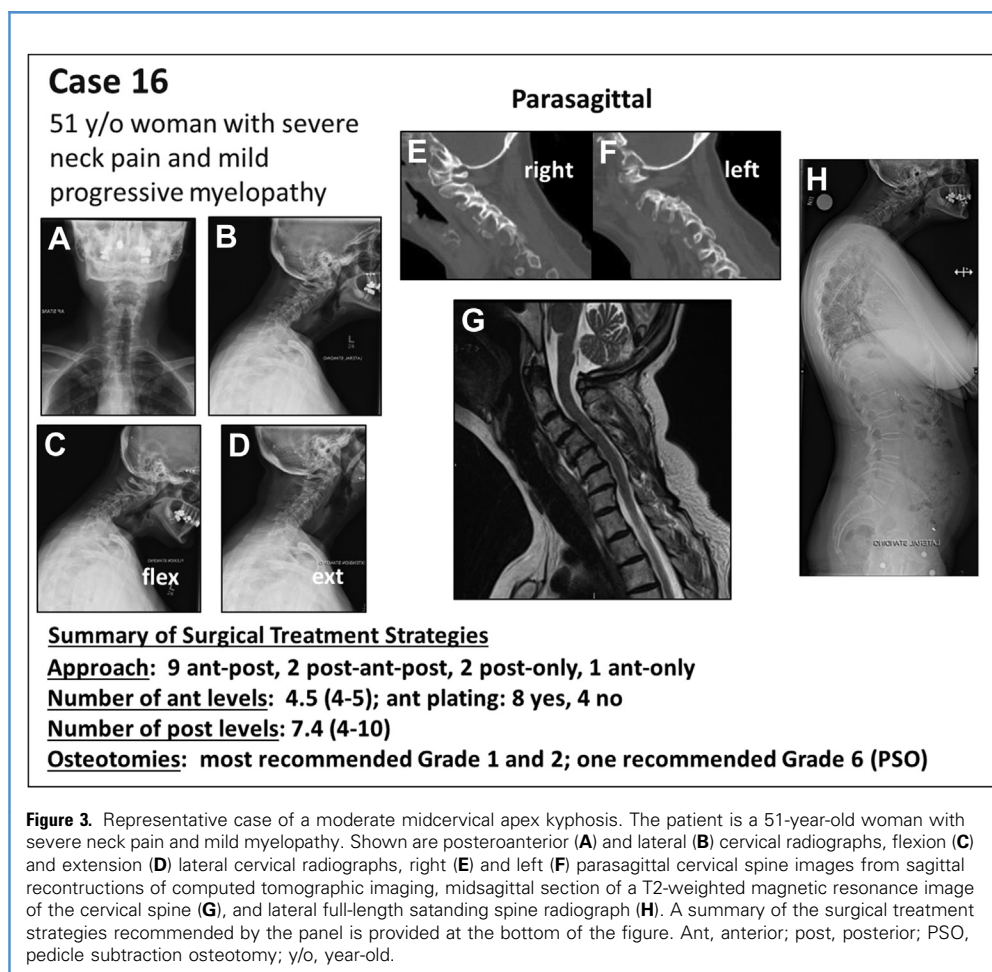 Case 16
51 y/o woman with severe
neck pain and mild
progressive myelopathy
Parasagittal
A
B
C
flex
D
ext
E
right
F
left
G
H
Summary of Surgical Treatment Strategies
Approach: 9 ant-post, 2 post-ant-post, 2 post-only, 1 ant-only
Number of ant levels: 4.5 (4-5); ant plating: 8 yes, 4 no
Number of post levels: 7.4 (4-10)
Osteotomies: most recommended Grade 1 and 2; one recommended Grade 6 (PSO)
Figure 3. Representative case of a moderate midcervical apex kyphosis. The patient is a 51-year-old woman with
severe neck pain and mild myelopathy. Shown are posteroanterior (A) and lateral (B) cervical radiographs, flexion (C)
and extension (D) lateral cervical radiographs, right (E) and left (F) parasagittal cervical spine images from sagittal
recontructions of computed tomographic imaging, midsagittal section of a T2-weighted magnetic resonance image
of the cervical spine (G), and lateral full-length satanding spine radiograph (H). A summary of the surgical treatment
strategies recommended by the panel is provided at the bottom of the figure. Ant, anterior; post, posterior; PSO,
pedicle subtraction osteotomy; y/o, year-old.